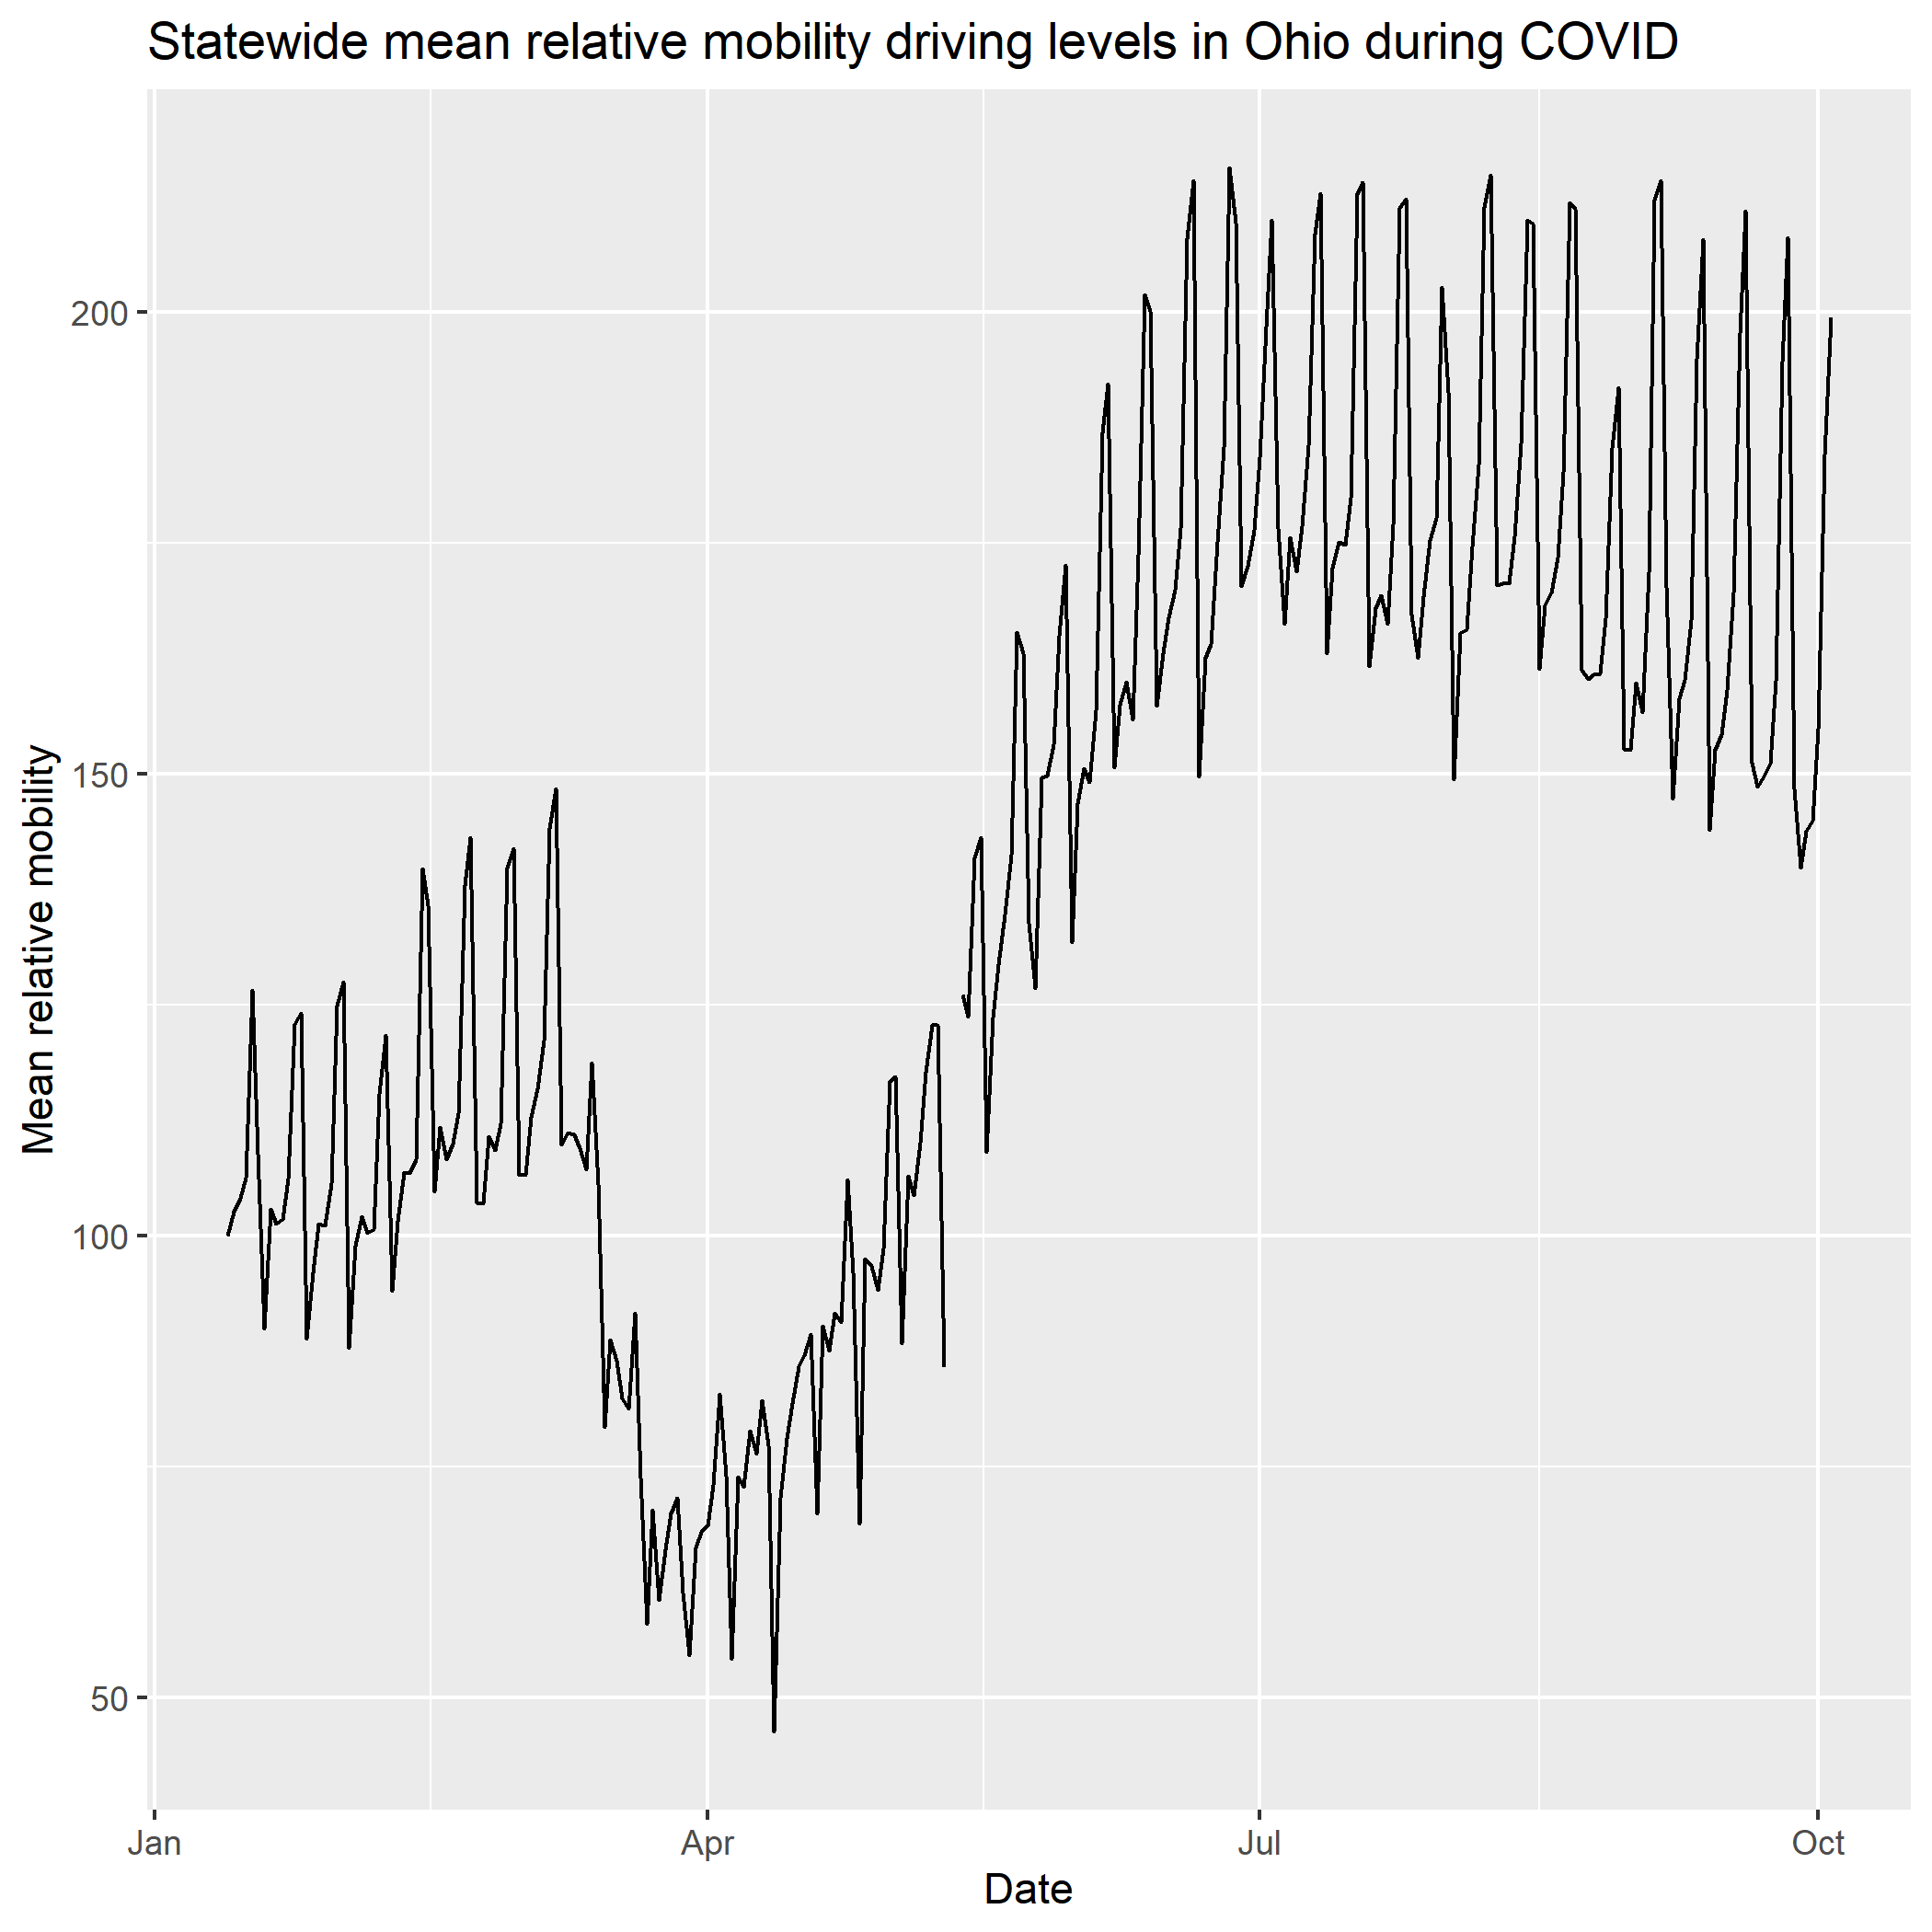 Statewide mean relative mobility driving levels in Ohio during COVID
Mean relative mobility
200
150
100
50
Jan Apr Jul Oct
Date